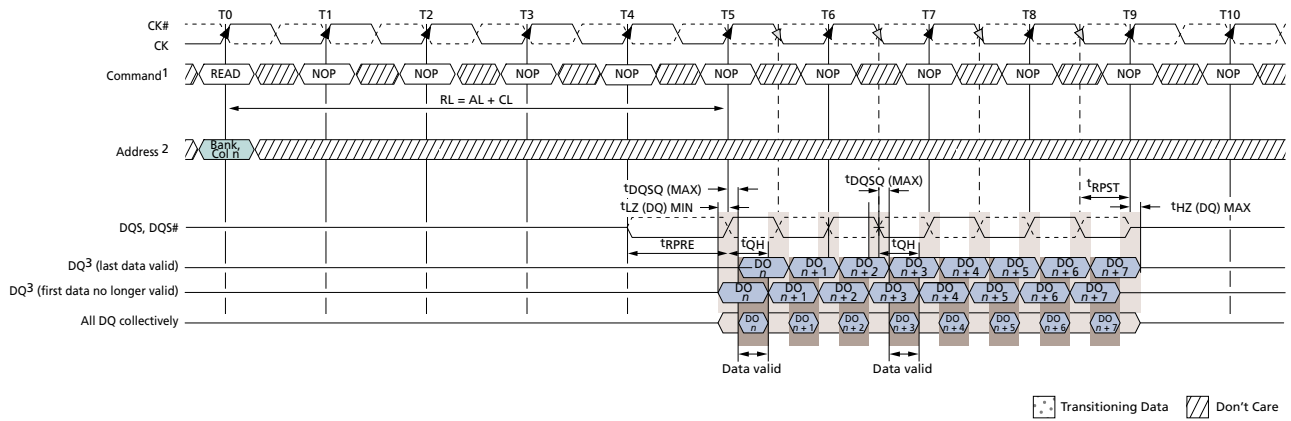 T0 T1 T2 T3 T4 T5 T6 T7 T8 T9 T10
CK#
CK
Command1 READ NOP NOP NOP NOP NOP NOP NOP NOP NOP NOP
RL = AL + CL
Address 2 Bank, Col n
tDQSQ (MAX) tDQSQ (MAX) tRPST
tLZ (DQ) MIN tHZ (DQ) MAX
DQS, DQS#
tRPRE tQH tQH
DQ3 (last data valid) DO n DO n + 1 DO n + 2 DO n + 3 DO n + 4 DO n + 5 DO n + 6 DO n + 7
DQ3 (first data no longer valid) DO n DO n + 1 DO n + 2 DO n + 3 DO n + 4 DO n + 5 DO n + 6 DO n + 7
All DQ collectively DO n DO n + 1 DO n + 2 DO n + 3 DO n + 4 DO n + 5 DO n + 6 DO n + 7
Data valid Data valid
Transitioning Data Don't Care